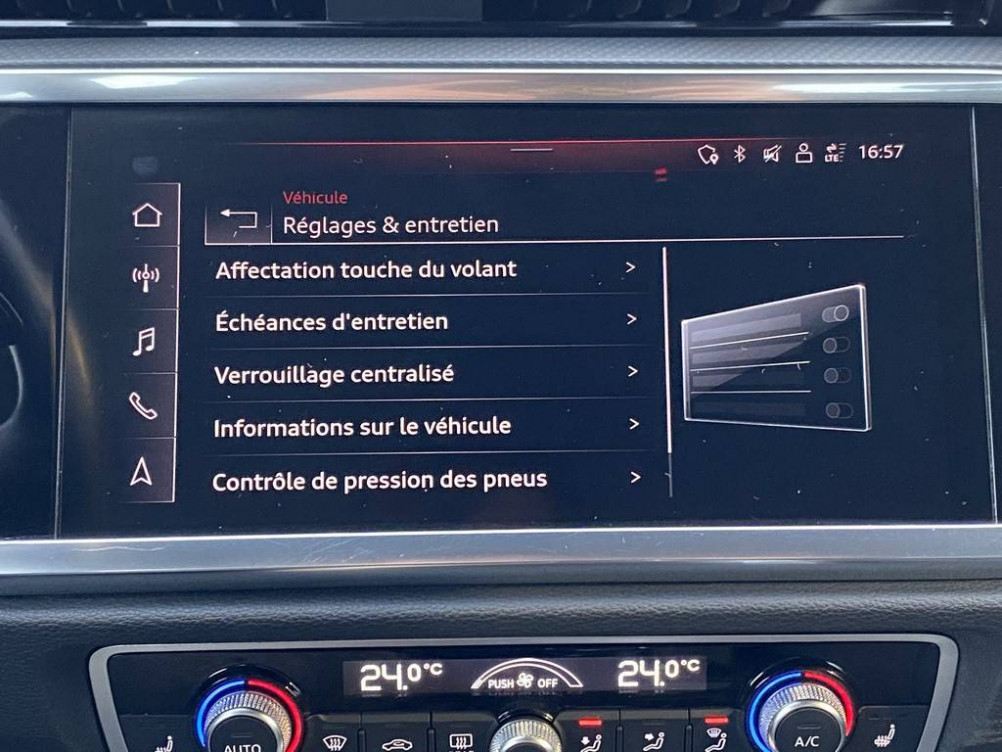 LTE 16:57
Véhicule
Réglages & entretien
Affectation touche du volant >
Échéances d'entretien >
Verrouillage centralisé >
Informations sur le véhicule >
Contrôle de pression des pneus >
24.0°C PUSH OFF 24.0°C
AUTO A/C